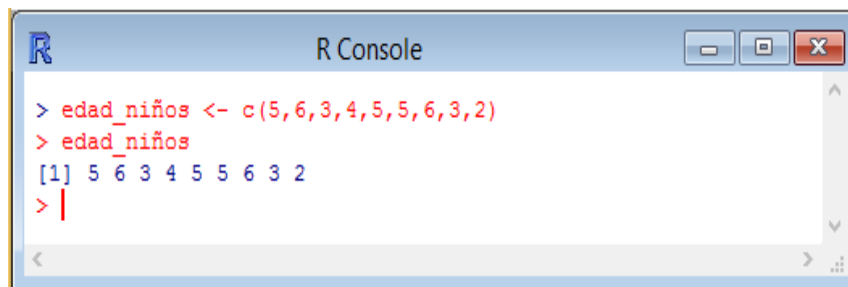 R Console
> edad_niños <- c(5,6,3,4,5,5,6,3,2)
> edad_niños
[1] 5 6 3 4 5 5 6 3 2
>